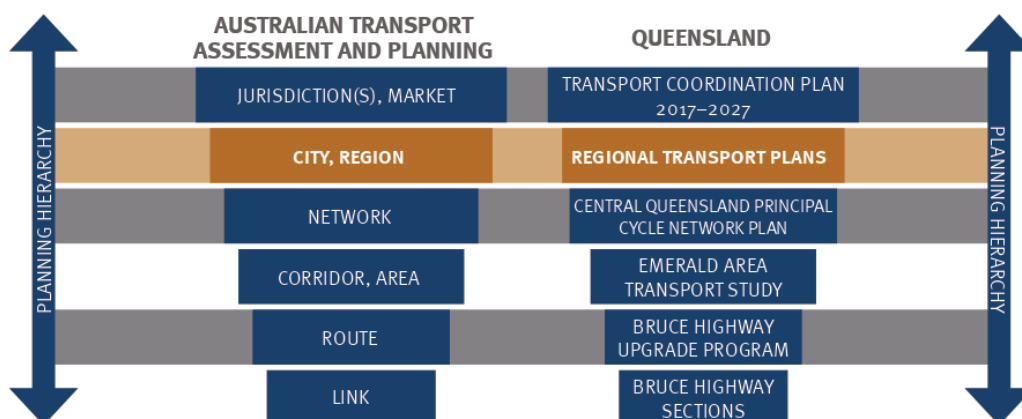 AUSTRALIAN TRANSPORT
ASSESSMENT AND PLANNING
QUEENSLAND
PLANNING HIERARCHY
JURISDICTION(S), MARKET
TRANSPORT COORDINATION PLAN
2017–2027
CITY, REGION
REGIONAL TRANSPORT PLANS
NETWORK
CENTRAL QUEENSLAND PRINCIPAL
CYCLE NETWORK PLAN
CORRIDOR, AREA
EMERALD AREA
TRANSPORT STUDY
ROUTE
BRUCE HIGHWAY
UPGRADE PROGRAM
LINK
BRUCE HIGHWAY
SECTIONS
PLANNING HIERARCHY